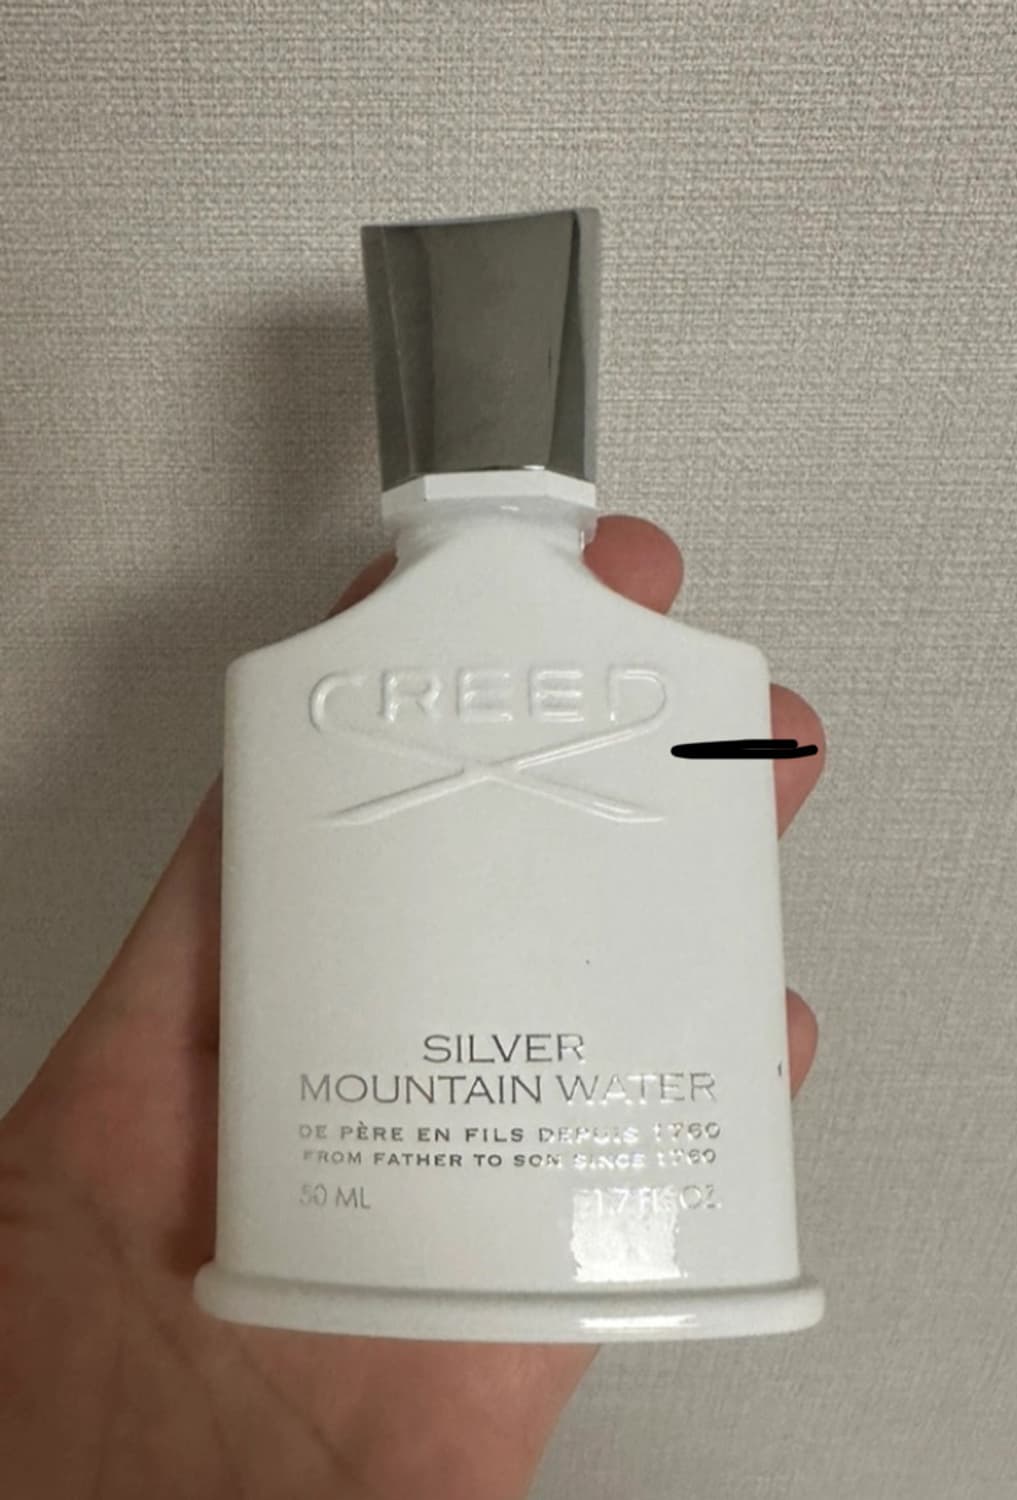 CREED
SILVER
MOUNTAIN WATER
DE PÈRE EN FILS DEPUIS 1760
FROM FATHER TO SON SINCE 1760
50 ML 1.7 FL. OZ